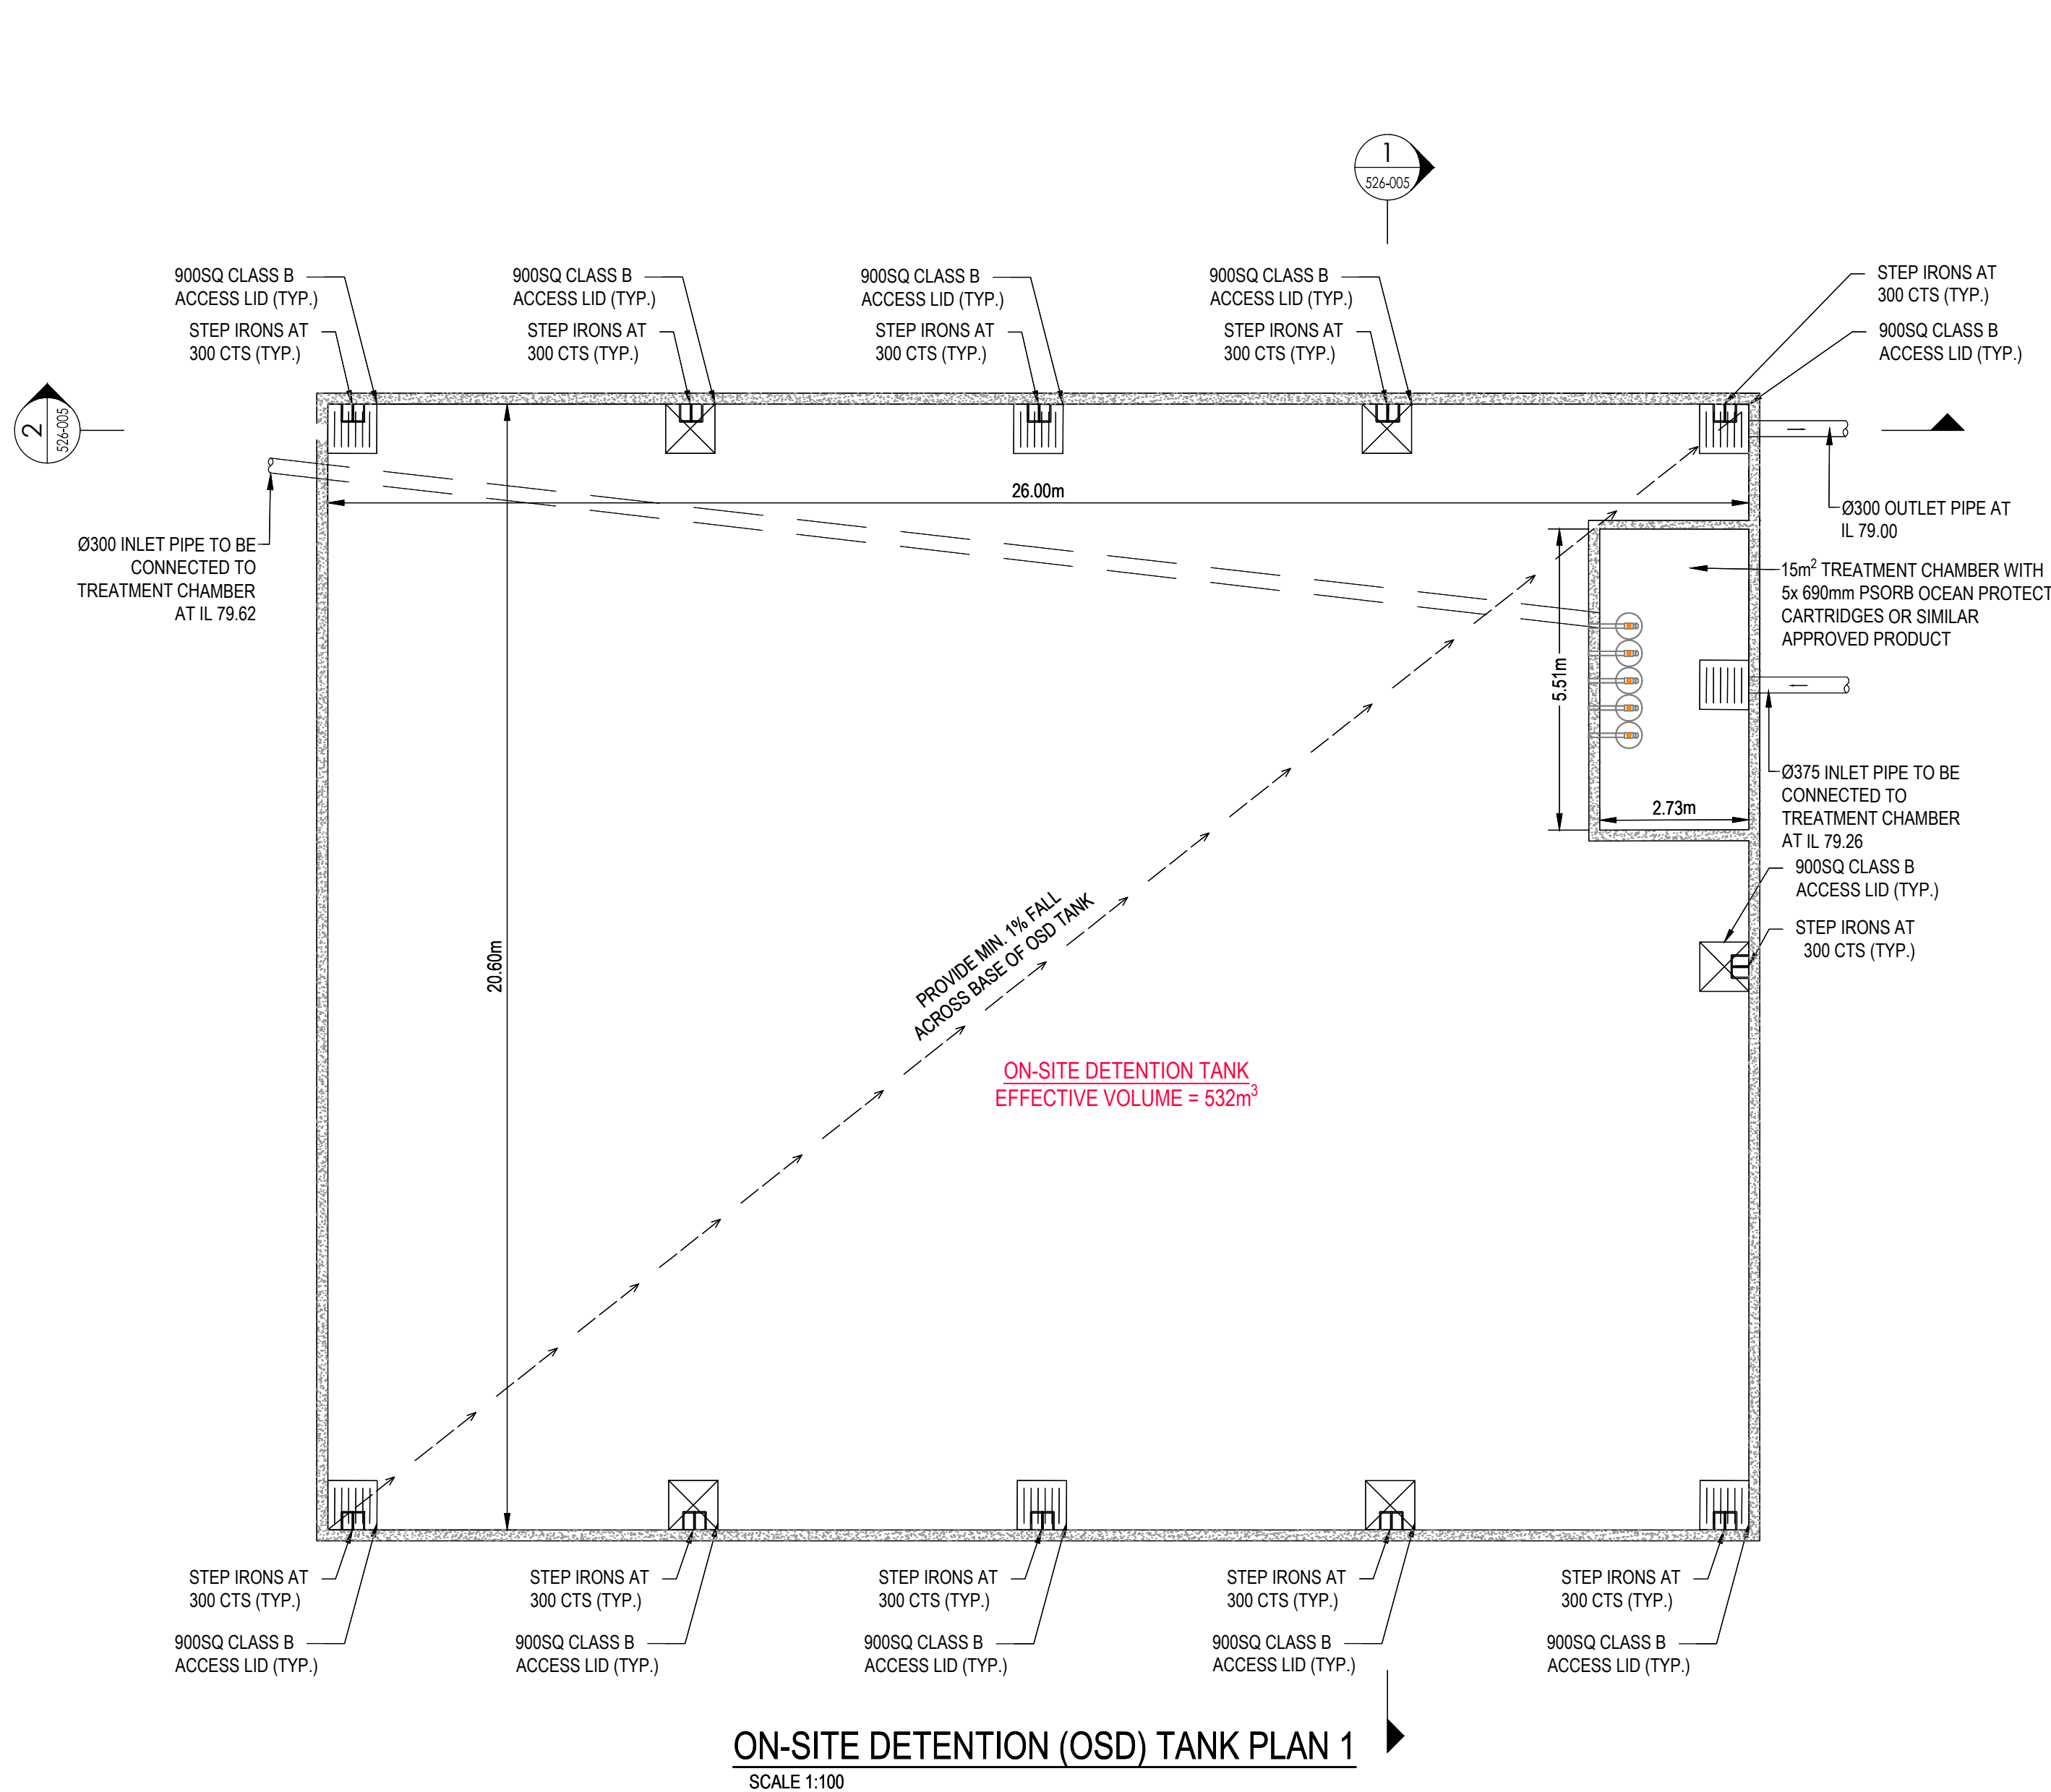 1
526-005
900SQ CLASS B
ACCESS LID (TYP.)
STEP IRONS AT
300 CTS (TYP.)
900SQ CLASS B
ACCESS LID (TYP.)
STEP IRONS AT
300 CTS (TYP.)
900SQ CLASS B
ACCESS LID (TYP.)
STEP IRONS AT
300 CTS (TYP.)
900SQ CLASS B
ACCESS LID (TYP.)
STEP IRONS AT
300 CTS (TYP.)
STEP IRONS AT
300 CTS (TYP.)
900SQ CLASS B
ACCESS LID (TYP.)
2
526-005
26.00m
Ø300 INLET PIPE TO BE
CONNECTED TO
TREATMENT CHAMBER
AT IL 79.62
Ø300 OUTLET PIPE AT
IL 79.00
15m² TREATMENT CHAMBER WITH
5x 690mm PSORB OCEAN PROTECT
CARTRIDGES OR SIMILAR
APPROVED PRODUCT
5.51m
2.73m
Ø375 INLET PIPE TO BE
CONNECTED TO
TREATMENT CHAMBER
AT IL 79.26
900SQ CLASS B
ACCESS LID (TYP.)
STEP IRONS AT
300 CTS (TYP.)
20.60m
PROVIDE MIN. 1% FALL
ACROSS BASE OF OSD TANK
ON-SITE DETENTION TANK
EFFECTIVE VOLUME = 532m³
STEP IRONS AT
300 CTS (TYP.)
900SQ CLASS B
ACCESS LID (TYP.)
STEP IRONS AT
300 CTS (TYP.)
900SQ CLASS B
ACCESS LID (TYP.)
STEP IRONS AT
300 CTS (TYP.)
900SQ CLASS B
ACCESS LID (TYP.)
STEP IRONS AT
300 CTS (TYP.)
900SQ CLASS B
ACCESS LID (TYP.)
STEP IRONS AT
300 CTS (TYP.)
900SQ CLASS B
ACCESS LID (TYP.)
ON-SITE DETENTION (OSD) TANK PLAN 1
SCALE 1:100